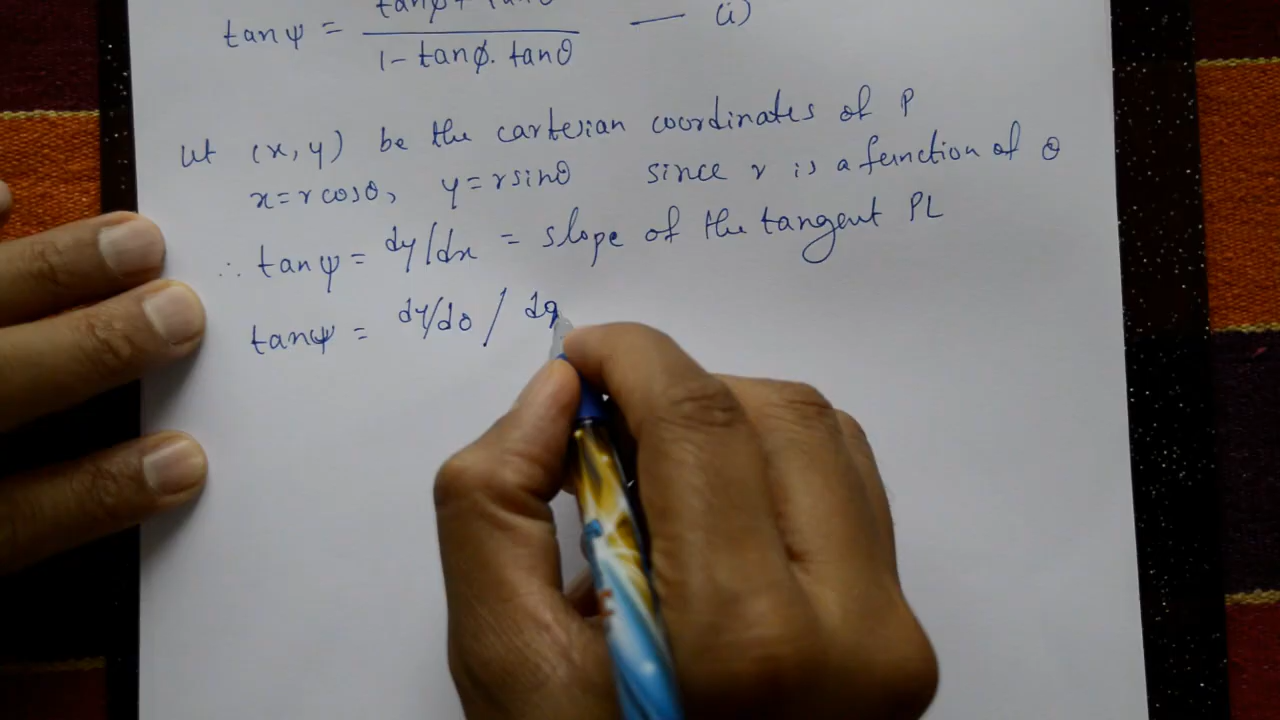 tanψ = tanϕ + tanθ / 1 - tanϕ. tanθ — (i)
Let (x, y) be the cartesian coordinates of P
x = r cosθ, y = r sinθ since r is a function of θ
∴ tanψ = dy/dx = slope of the tangent PL
tanψ = dy/dθ /